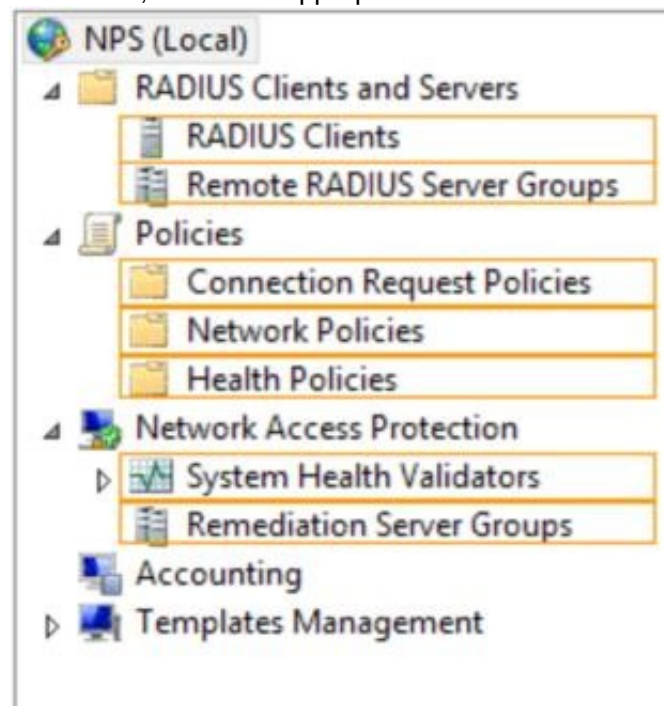 NPS (Local)
RADIUS Clients and Servers
RADIUS Clients
Remote RADIUS Server Groups
Policies
Connection Request Policies
Network Policies
Health Policies
Network Access Protection
System Health Validators
Remediation Server Groups
Accounting
Templates Management